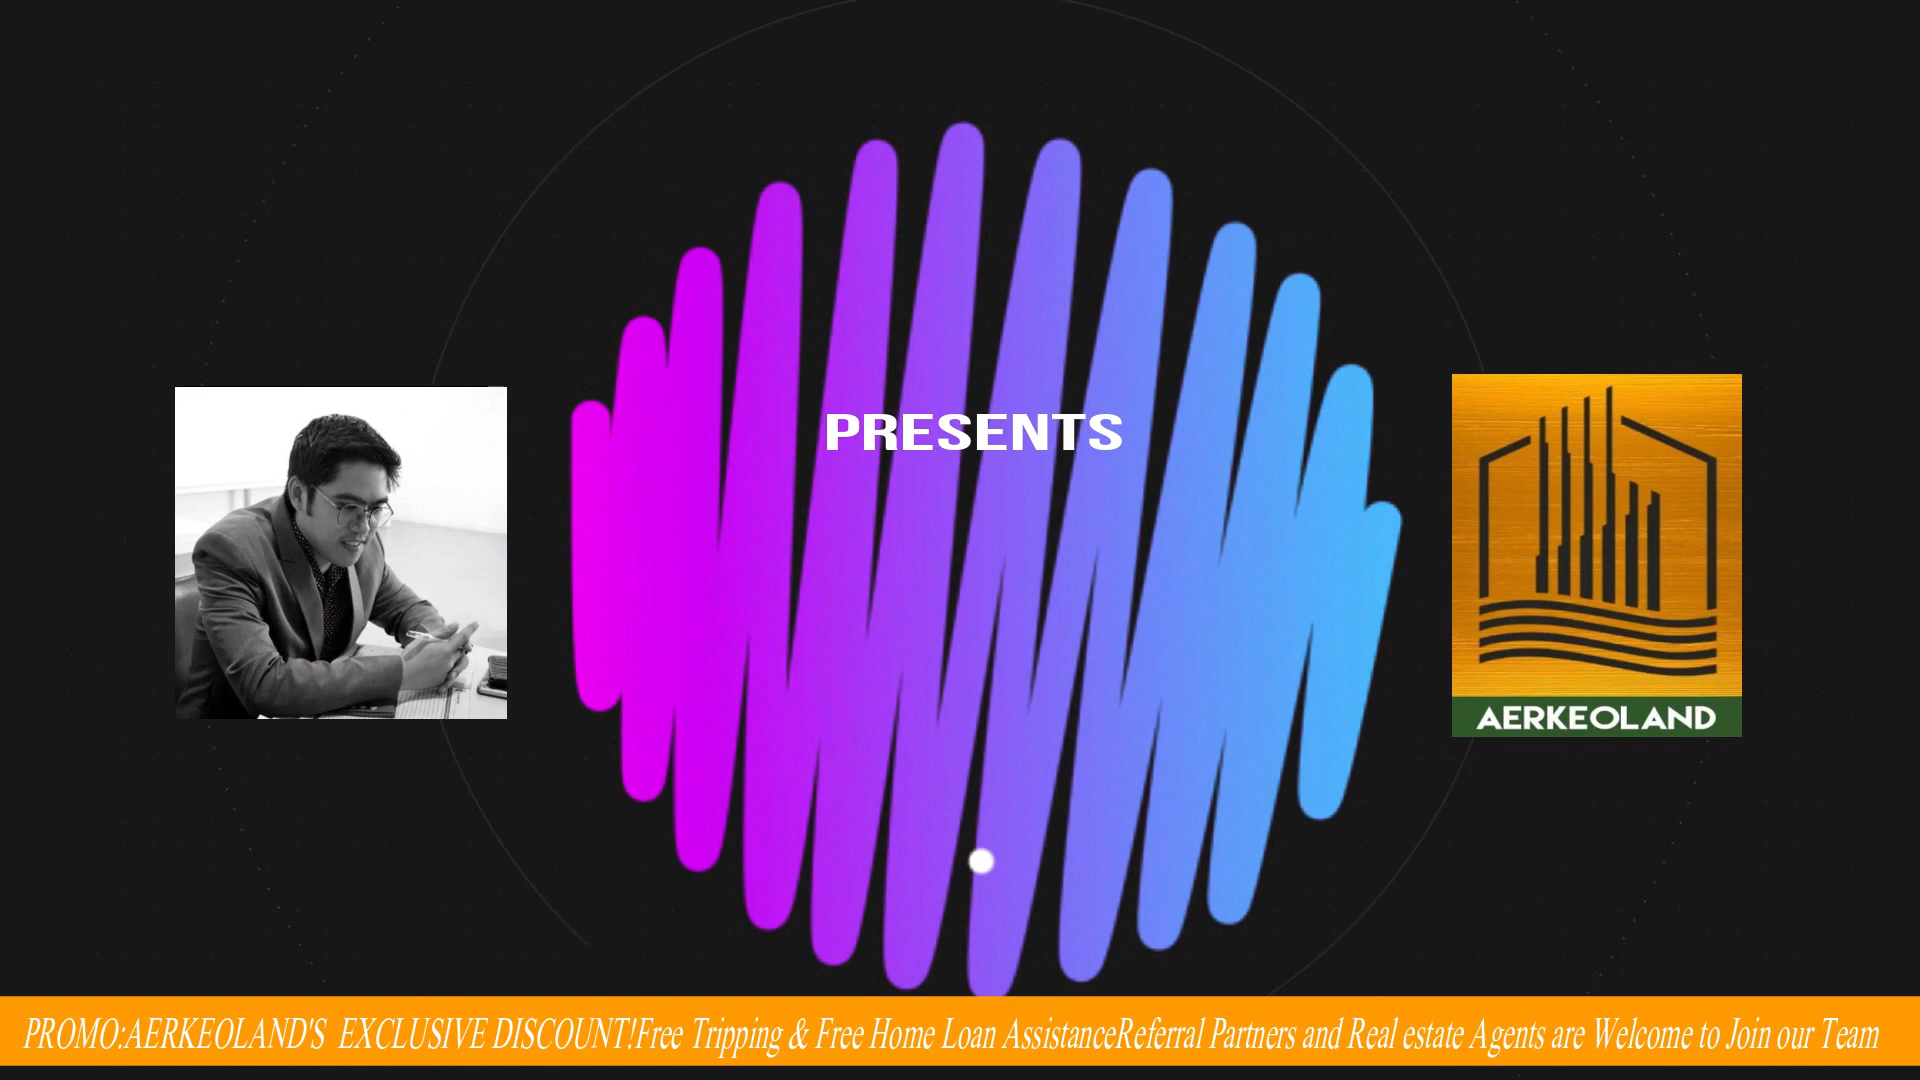 PRESENTS
AERKEOLAND
PROMO:AERKEOLAND'S EXCLUSIVE DISCOUNT!Free Tripping & Free Home Loan AssistanceReferral Partners and Real estate Agents are Welcome to Join our Team